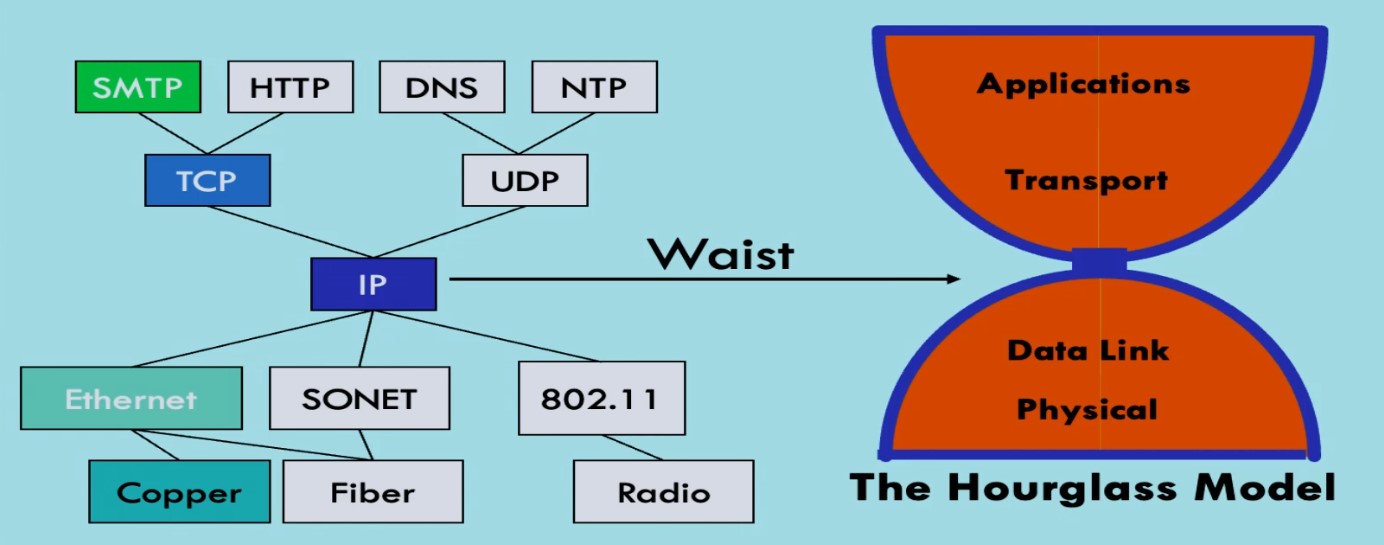 SMTP
HTTP
DNS
NTP
TCP
UDP
IP
Waist
Ethernet
SONET
802.11
Copper
Fiber
Radio
Applications
Transport
Data Link
Physical
The Hourglass Model